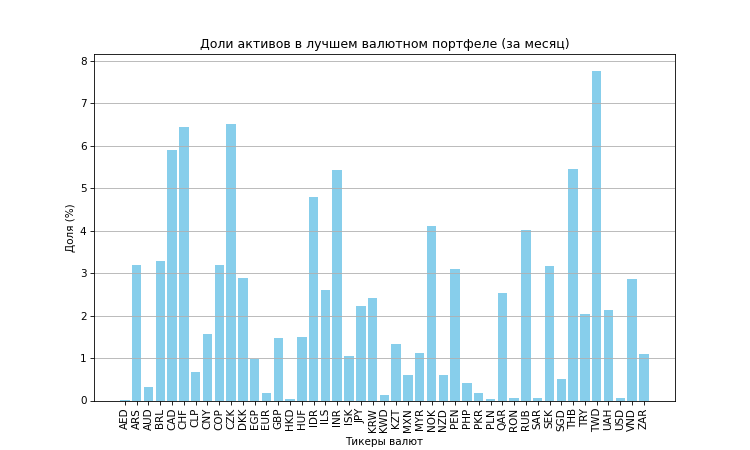 Доли активов в лучшем валютном портфеле (за месяц)
8
7
6
5
4
3
2
1
0
Доля (%)
AED ARS AUD BRL CAD CHF CLP CNY COP CZK DKK EGP EUR GBP HKD HUF IDR ILS INR ISK JPY KRW KWD KZT MXN MYR NOK NZD PEN PHP PKR PLN QAR RON RUB SAR SEK SGD THB TRY TWD UAH USD VND ZAR
Тикеры валют